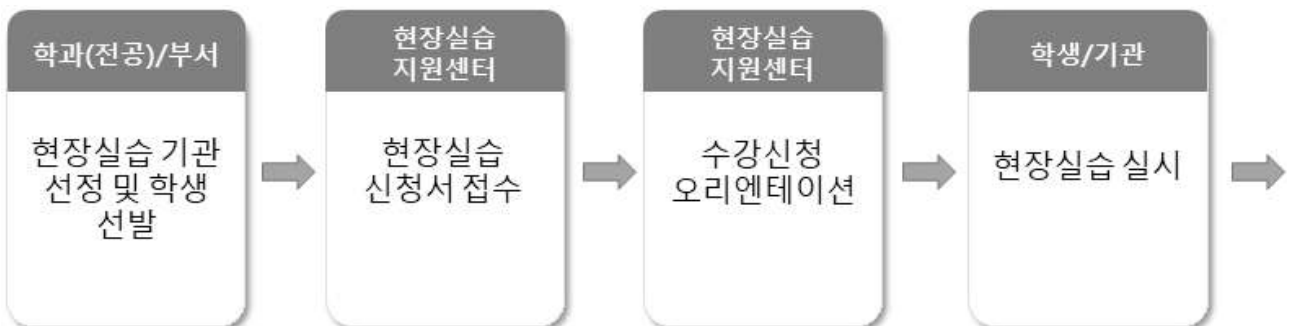 학과(전공)/부서
현장실습 기관
선정 및 학생
선발
현장실습
지원센터
현장실습
신청서 접수
현장실습
지원센터
수강신청
오리엔테이션
학생/기관
현장실습 실시